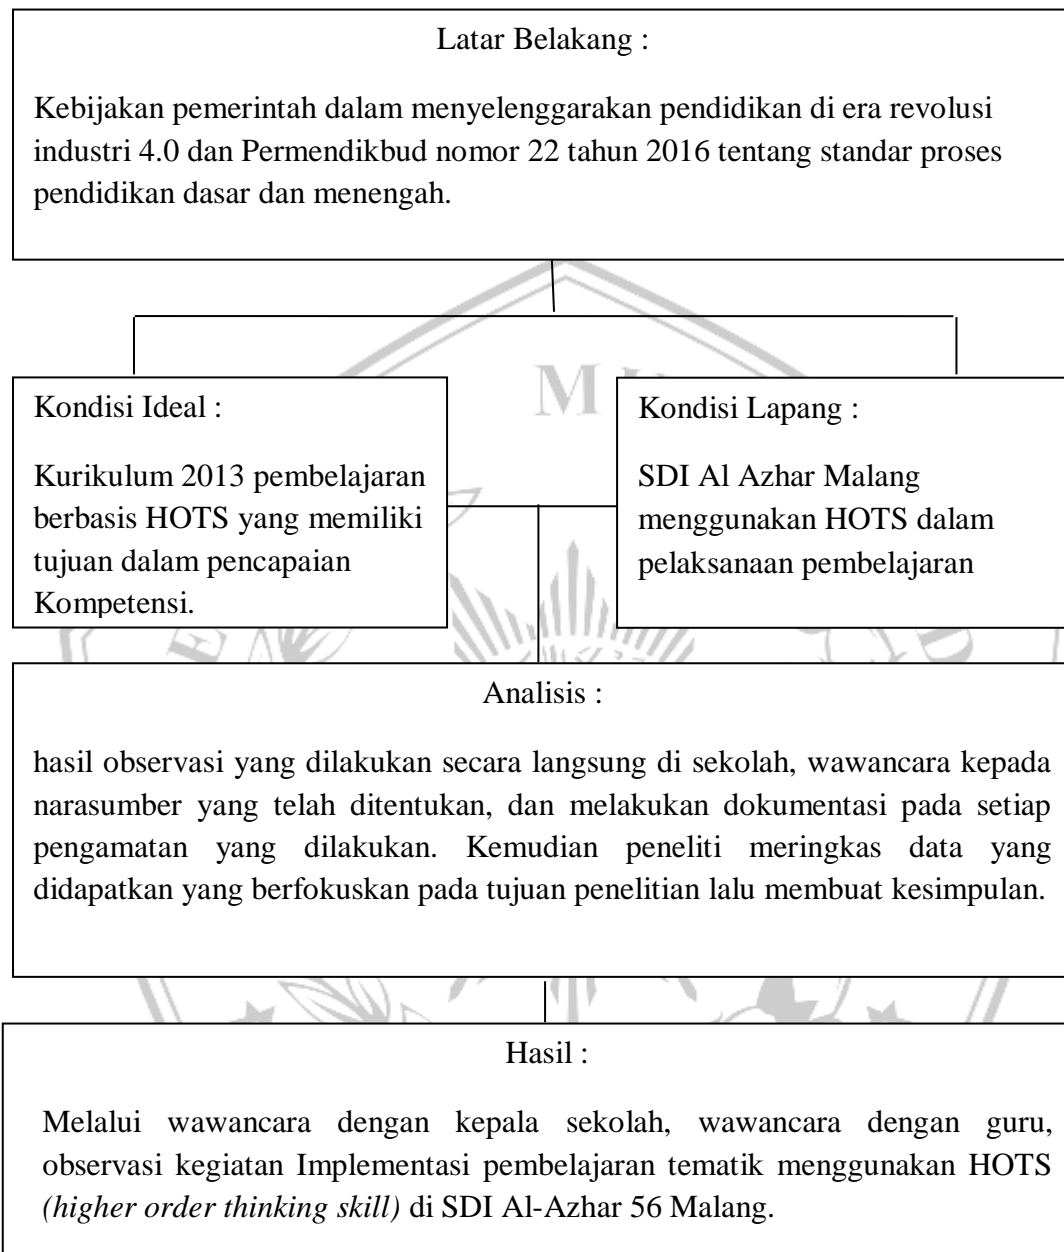 Latar Belakang :
Kebijakan pemerintah dalam menyelenggarakan pendidikan di era revolusi
industri 4.0 dan Permendikbud nomor 22 tahun 2016 tentang standar proses
pendidikan dasar dan menengah.
Kondisi Ideal :
Kurikulum 2013 pembelajaran
berbasis HOTS yang memiliki
tujuan dalam pencapaian
Kompetensi.
Kondisi Lapang :
SDI Al Azhar Malang
menggunakan HOTS dalam
pelaksanaan pembelajaran
Analisis :
hasil observasi yang dilakukan secara langsung di sekolah, wawancara kepada
narasumber yang telah ditentukan, dan melakukan dokumentasi pada setiap
pengamatan yang dilakukan. Kemudian peneliti meringkas data yang
didapatkan yang berfokuskan pada tujuan penelitian lalu membuat kesimpulan.
Hasil :
Melalui wawancara dengan kepala sekolah, wawancara dengan guru,
observasi kegiatan Implementasi pembelajaran tematik menggunakan HOTS
(higher order thinking skill) di SDI Al-Azhar 56 Malang.